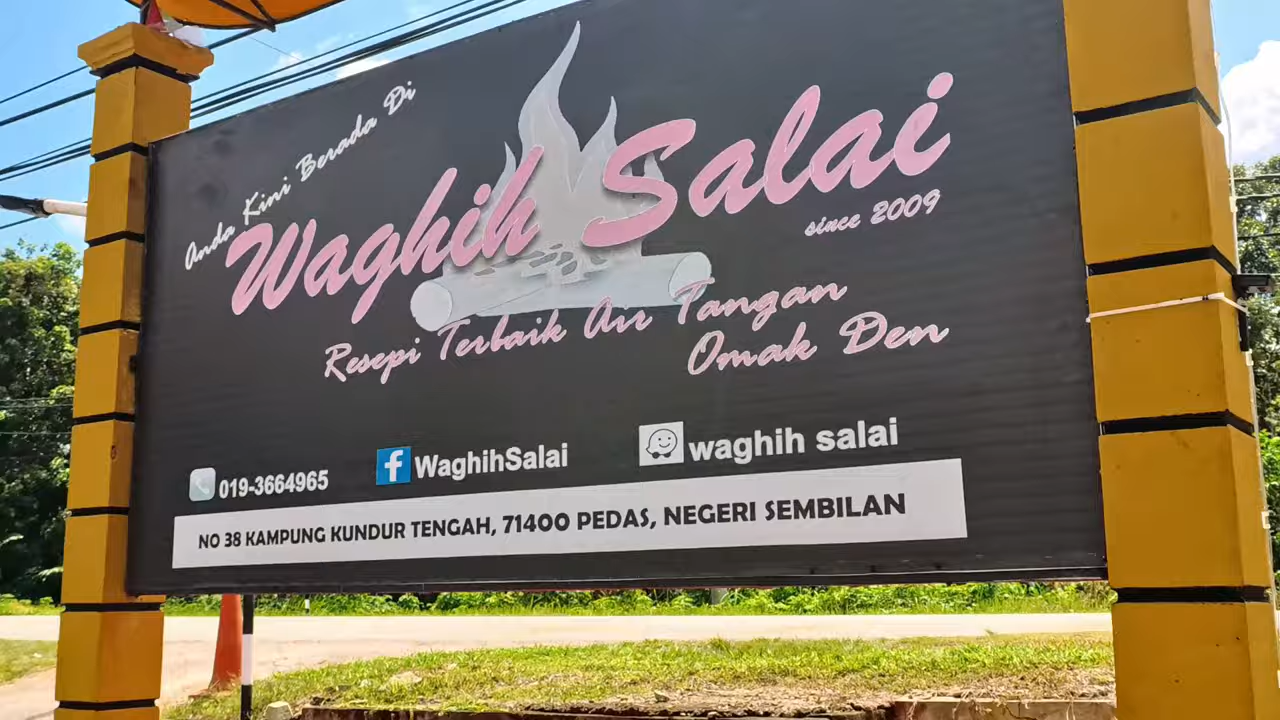 Anda Kini Berada Di
Waghih Salai
since 2009
Resepi Terbaik Air Tangan
Omak Den
019-3664965
WaghihSalai
waghih salai
NO 38 KAMPUNG KUNDUR TENGAH, 71400 PEDAS, NEGERI SEMBILAN